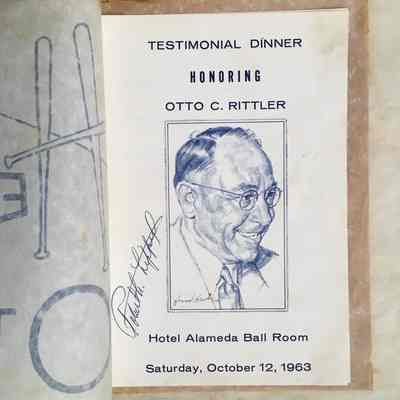 TESTIMONIAL DINNER
HONORING
OTTO C. RITTLER
Hotel Alameda Ball Room
Saturday, October 12, 1963